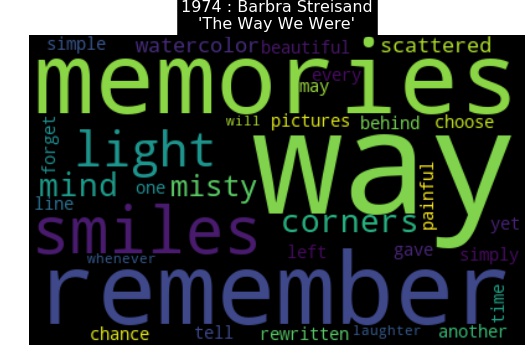 1974 : Barbra Streisand
'The Way We Were'
simple watercolor beautiful scattered
memories
every
may
will pictures behind choose
forget light way
mind one misty
painful
line
smiles corners
yet
left gave simply
whenever
remember
time
chance tell rewritten laughter another